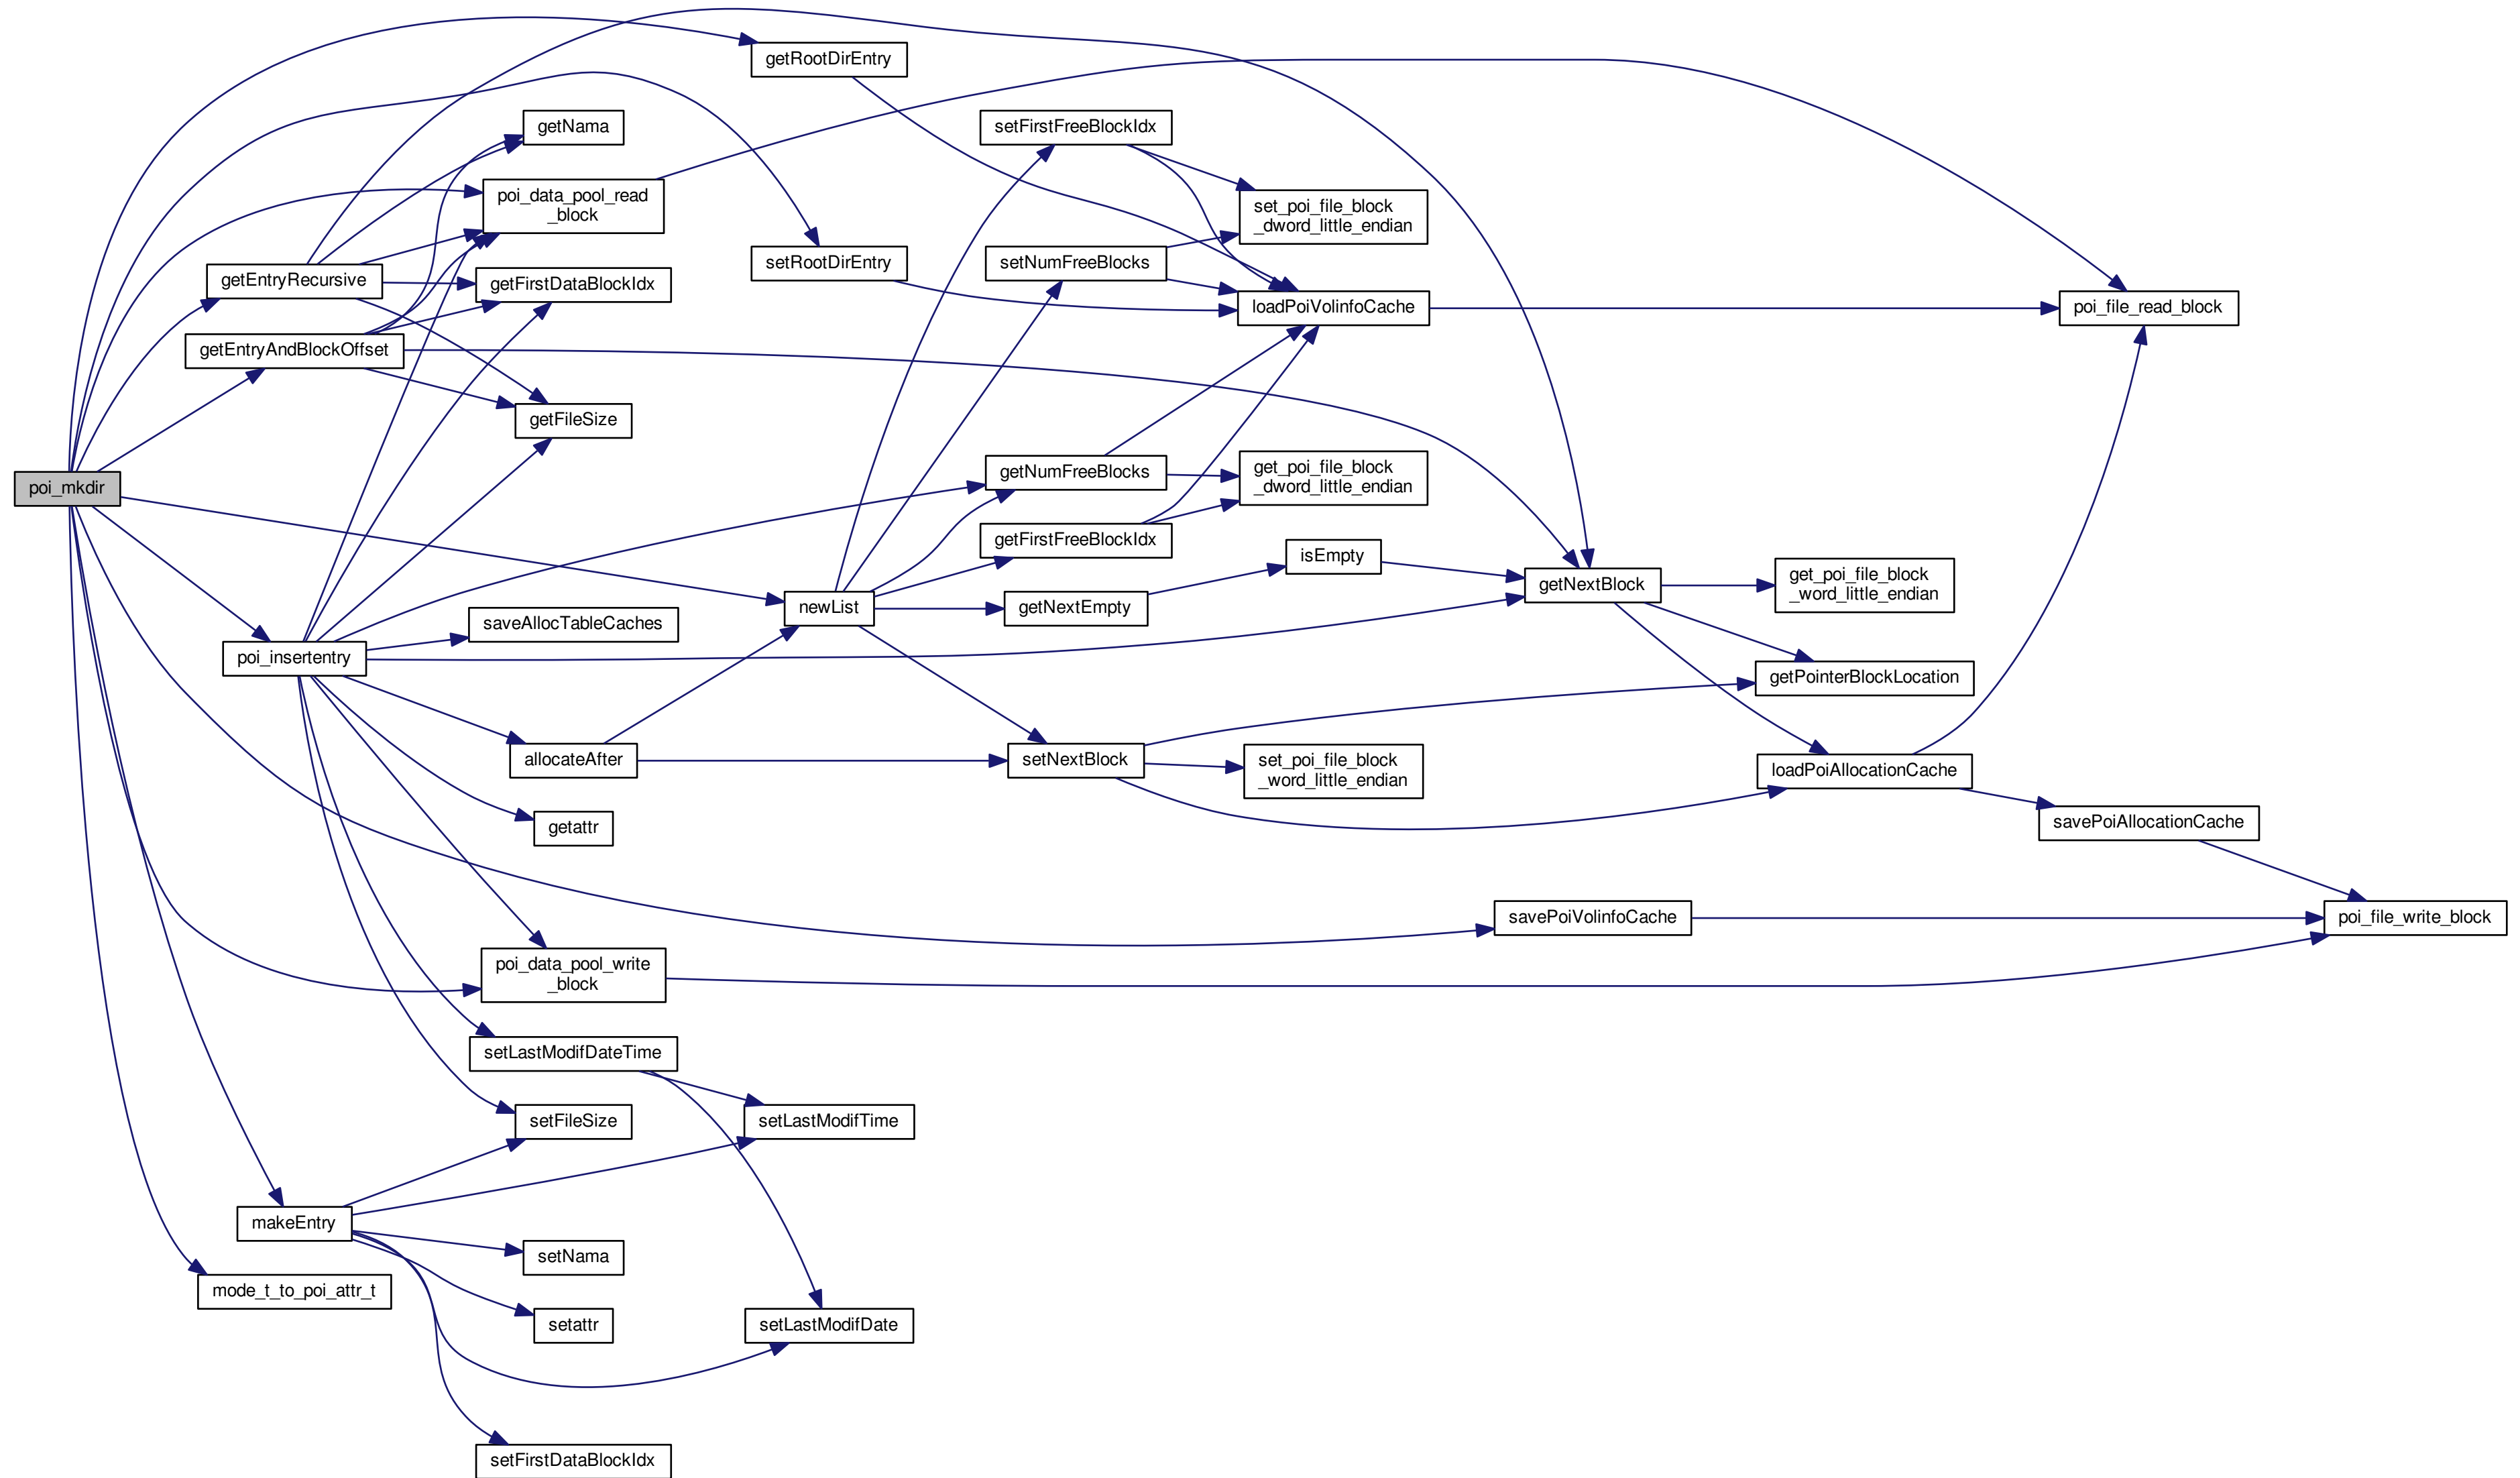 getRootDirEntry
getNama
setFirstFreeBlockIdx
poi_data_pool_read
_block
set_poi_file_block
_dword_little_endian
setRootDirEntry
setNumFreeBlocks
getEntryRecursive
getFirstDataBlockIdx
loadPoiVolinfoCache
poi_file_read_block
getEntryAndBlockOffset
getFileSize
getNumFreeBlocks
get_poi_file_block
_dword_little_endian
poi_mkdir
getFirstFreeBlockIdx
isEmpty
getNextBlock
get_poi_file_block
_word_little_endian
newList
getNextEmpty
saveAllocTableCaches
poi_insertentry
getPointerBlockLocation
allocateAfter
setNextBlock
set_poi_file_block
_word_little_endian
loadPoiAllocationCache
getattr
savePoiAllocationCache
savePoiVolinfoCache
poi_file_write_block
poi_data_pool_write
_block
setLastModifDateTime
setFileSize
setLastModifTime
makeEntry
setNama
mode_t_to_poi_attr_t
setattr
setLastModifDate
setFirstDataBlockIdx